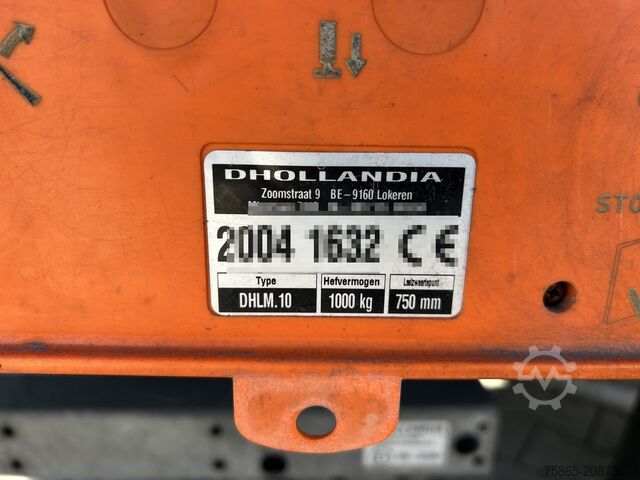 DHOLLANDIA
Zoomstraat 9 BE-9160 Lokeren
2004 1632 CE
Type Hefvermogen Lastzwaartepunt
DHLM.10 1000 kg 750 mm
STO
75865-2087